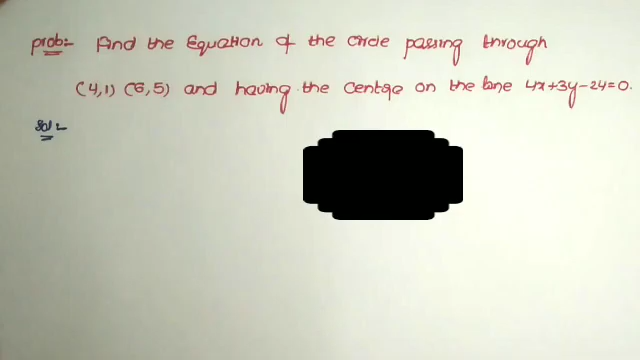 prob:- Find the Equation of the circle passing through
(4,1) (6,5) and having the Centre on the line 4x+3y-24=0.
Sol:-